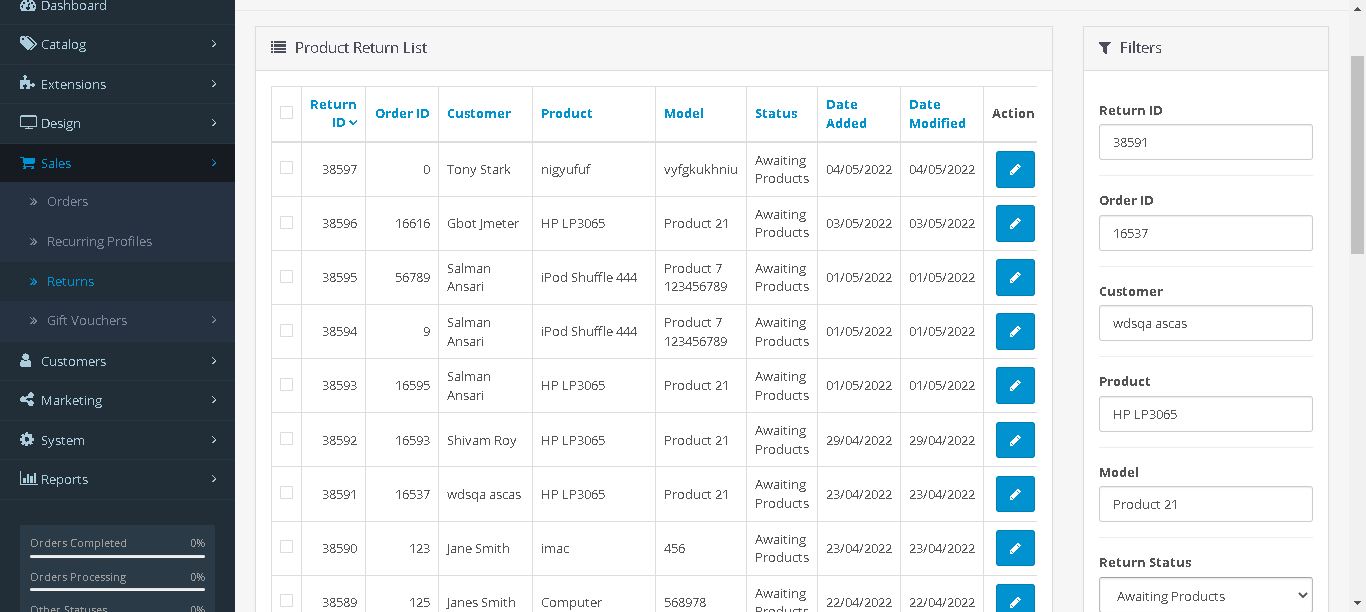 Dashboard
Catalog
Extensions
Design
Sales
Orders
Recurring Profiles
Returns
Gift Vouchers
Customers
Marketing
System
Reports
Orders Completed 0%
Orders Processing 0%
Other Statuses 0%
Product Return List
Return ID Order ID Customer Product Model Status Date Added Date Modified Action
38597 0 Tony Stark nigyufuf vyfgkukhniu Awaiting Products 04/05/2022 04/05/2022
38596 16616 Gbot Jmeter HP LP3065 Product 21 Awaiting Products 03/05/2022 03/05/2022
38595 56789 Salman Ansari iPod Shuffle 444 Product 7 123456789 Awaiting Products 01/05/2022 01/05/2022
38594 9 Salman Ansari iPod Shuffle 444 Product 7 123456789 Awaiting Products 01/05/2022 01/05/2022
38593 16595 Salman Ansari HP LP3065 Product 21 Awaiting Products 01/05/2022 01/05/2022
38592 16593 Shivam Roy HP LP3065 Product 21 Awaiting Products 29/04/2022 29/04/2022
38591 16537 wdsqa ascas HP LP3065 Product 21 Awaiting Products 23/04/2022 23/04/2022
38590 123 Jane Smith imac 456 Awaiting Products 23/04/2022 23/04/2022
38589 125 Janes Smith Computer 568978 Awaiting Products 22/04/2022 22/04/2022
Filters
Return ID
38591
Order ID
16537
Customer
wdsqa ascas
Product
HP LP3065
Model
Product 21
Return Status
Awaiting Products